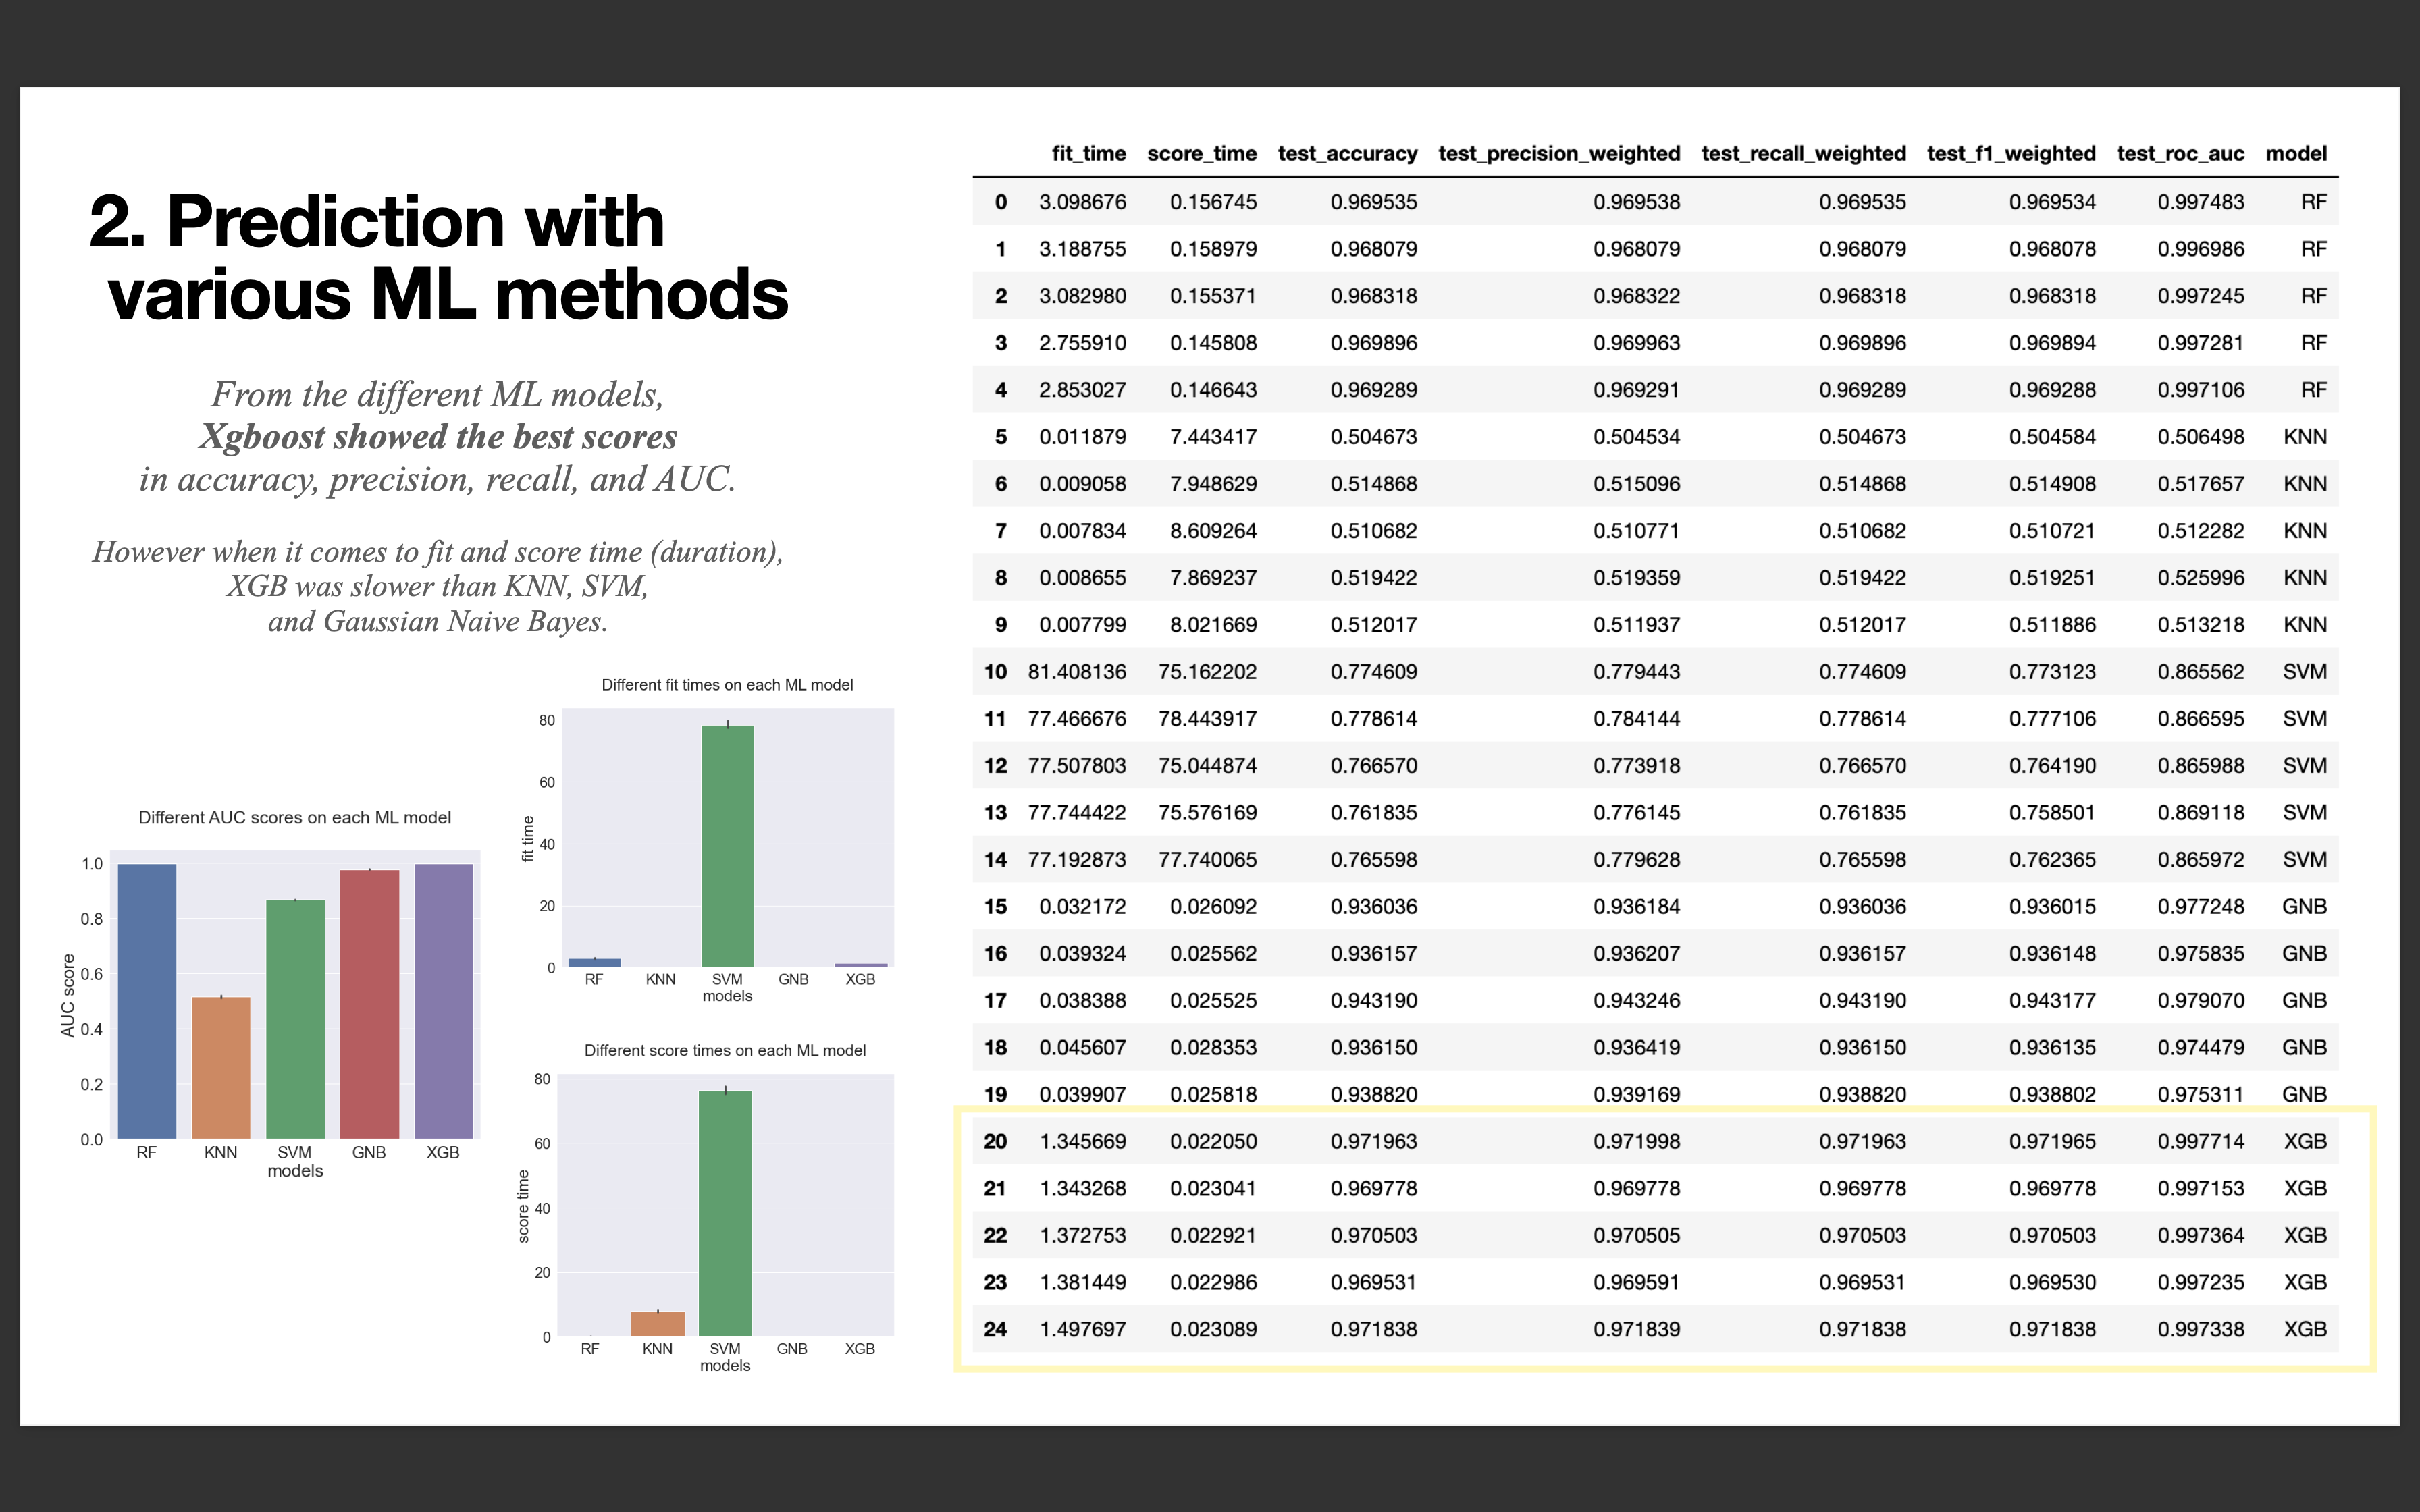 2. Prediction with
various ML methods
From the different ML models,
Xgboost showed the best scores
in accuracy, precision, recall, and AUC.
However when it comes to fit and score time (duration),
XGB was slower than KNN, SVM,
and Gaussian Naive Bayes.
Different AUC scores on each ML model
AUC score
1.0
0.8
0.6
0.4
0.2
0.0
RF KNN SVM GNB XGB
models
Different fit times on each ML model
fit time
80
60
40
20
0
RF KNN SVM GNB XGB
models
Different score times on each ML model
score time
80
60
40
20
0
RF KNN SVM GNB XGB
models
fit_time score_time test_accuracy test_precision_weighted test_recall_weighted test_f1_weighted test_roc_auc model
0 3.098676 0.156745 0.969535 0.969538 0.969535 0.969534 0.997483 RF
1 3.188755 0.158979 0.968079 0.968079 0.968079 0.968078 0.996986 RF
2 3.082980 0.155371 0.968318 0.968322 0.968318 0.968318 0.997245 RF
3 2.755910 0.145808 0.969896 0.969963 0.969896 0.969894 0.997281 RF
4 2.853027 0.146643 0.969289 0.969291 0.969289 0.969288 0.997106 RF
5 0.011879 7.443417 0.504673 0.504534 0.504673 0.504584 0.506498 KNN
6 0.009058 7.948629 0.514868 0.515096 0.514868 0.514908 0.517657 KNN
7 0.007834 8.609264 0.510682 0.510771 0.510682 0.510721 0.512282 KNN
8 0.008655 7.869237 0.519422 0.519359 0.519422 0.519251 0.525996 KNN
9 0.007799 8.021669 0.512017 0.511937 0.512017 0.511886 0.513218 KNN
10 81.408136 75.162202 0.774609 0.779443 0.774609 0.773123 0.865562 SVM
11 77.466676 78.443917 0.778614 0.784144 0.778614 0.777106 0.866595 SVM
12 77.507803 75.044874 0.766570 0.773918 0.766570 0.764190 0.865988 SVM
13 77.744422 75.576169 0.761835 0.776145 0.761835 0.758501 0.869118 SVM
14 77.192873 77.740065 0.765598 0.779628 0.765598 0.762365 0.865972 SVM
15 0.032172 0.026092 0.936036 0.936184 0.936036 0.936015 0.977248 GNB
16 0.039324 0.025562 0.936157 0.936207 0.936157 0.936148 0.975835 GNB
17 0.038388 0.025525 0.943190 0.943246 0.943190 0.943177 0.979070 GNB
18 0.045607 0.028353 0.936150 0.936419 0.936150 0.936135 0.974479 GNB
19 0.039907 0.025818 0.938820 0.939169 0.938820 0.938802 0.975311 GNB
20 1.345669 0.022050 0.971963 0.971998 0.971963 0.971965 0.997714 XGB
21 1.343268 0.023041 0.969778 0.969778 0.969778 0.969778 0.997153 XGB
22 1.372753 0.022921 0.970503 0.970505 0.970503 0.970503 0.997364 XGB
23 1.381449 0.022986 0.969531 0.969591 0.969531 0.969530 0.997235 XGB
24 1.497697 0.023089 0.971838 0.971839 0.971838 0.971838 0.997338 XGB